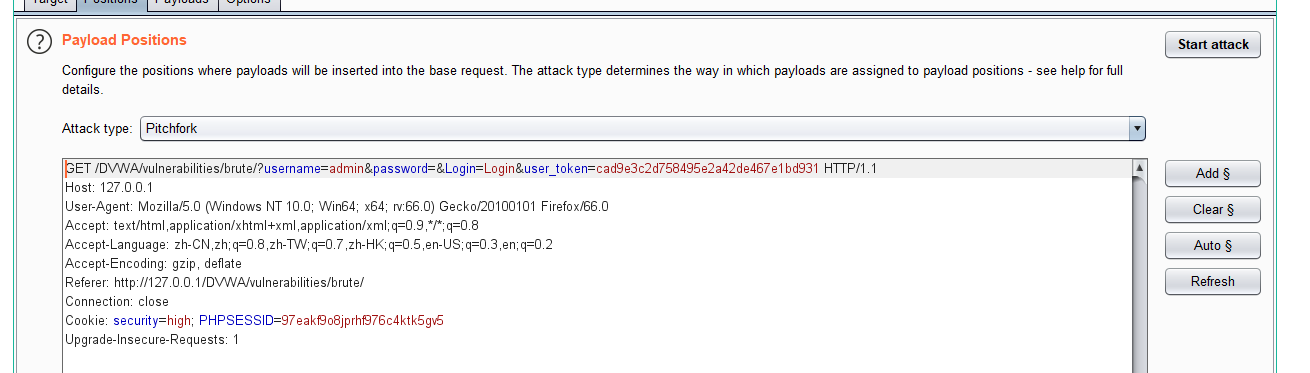 Target Positions Payloads Options
? Payload Positions
Start attack
Configure the positions where payloads will be inserted into the base request. The attack type determines the way in which payloads are assigned to payload positions - see help for full
details.
Attack type: Pitchfork
GET /DVWA/vulnerabilities/brute/?username=admin&password=&Login=Login&user_token=cad9e3c2d758495e2a42de467e1bd931 HTTP/1.1
Host: 127.0.0.1
User-Agent: Mozilla/5.0 (Windows NT 10.0; Win64; x64; rv:66.0) Gecko/20100101 Firefox/66.0
Accept: text/html,application/xhtml+xml,application/xml;q=0.9,*/*;q=0.8
Accept-Language: zh-CN,zh;q=0.8,zh-TW;q=0.7,zh-HK;q=0.5,en-US;q=0.3,en;q=0.2
Accept-Encoding: gzip, deflate
Referer: http://127.0.0.1/DVWA/vulnerabilities/brute/
Connection: close
Cookie: security=high; PHPSESSID=97eakf9o8jprhf976c4ktk5gv5
Upgrade-Insecure-Requests: 1
Add §
Clear §
Auto §
Refresh